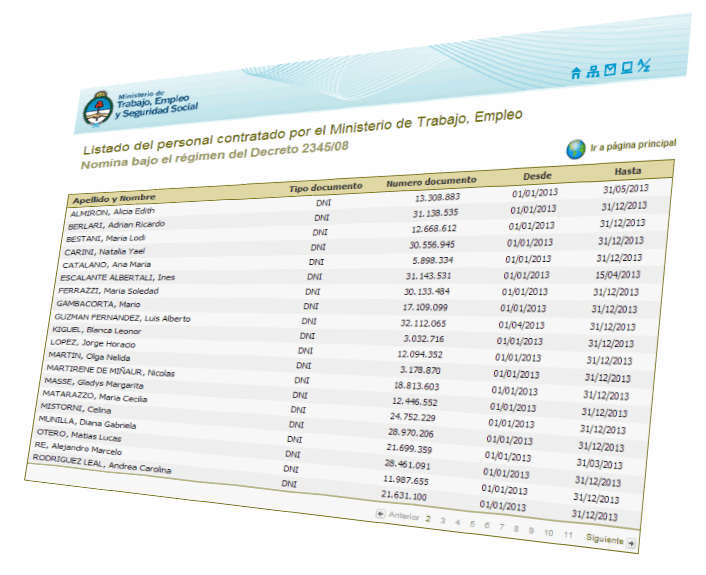 Ministerio de
Trabajo, Empleo
y Seguridad Social
Listado del personal contratado por el Ministerio de Trabajo, Empleo
Nomina bajo el régimen del Decreto 2345/08
Ir a página principal
Apellido y Nombre Tipo documento Numero documento Desde Hasta
ALMIRON, Alicia Edith DNI 13.308.883 01/01/2013 31/05/2013
BERLARI, Adrian Ricardo DNI 31.138.535 01/01/2013 31/12/2013
BESTANI, Maria Lodi DNI 12.668.612 01/01/2013 31/12/2013
CARINI, Natalia Yael DNI 30.556.945 01/01/2013 31/12/2013
CATALANO, Ana Maria DNI 5.898.334 01/01/2013 31/12/2013
ESCALANTE ALBERTALI, Ines DNI 31.143.531 01/01/2013 15/04/2013
FERRAZZI, Maria Soledad DNI 30.133.484 01/01/2013 31/12/2013
GAMBACORTA, Mario DNI 17.109.099 01/01/2013 31/12/2013
GUZMAN FERNANDEZ, Luis Alberto DNI 32.112.065 01/04/2013 31/12/2013
KIGUEL, Blanca Leonor DNI 3.032.716 01/01/2013 31/12/2013
LOPEZ, Jorge Horacio DNI 12.094.352 01/01/2013 31/12/2013
MARTIN, Olga Nelida DNI 3.178.870 01/01/2013 31/12/2013
MARTIRENE DE MIÑAUR, Nicolas DNI 18.813.603 01/01/2013 31/12/2013
MASSE, Gladys Margarita DNI 12.446.552 01/01/2013 31/12/2013
MATARAZZO, Maria Cecilia DNI 24.752.229 01/01/2013 31/12/2013
MISTORNI, Celina DNI 28.970.206 01/01/2013 31/12/2013
MUNILLA, Diana Gabriela DNI 21.699.359 01/01/2013 31/03/2013
OTERO, Matias Lucas DNI 28.461.091 01/01/2013 31/12/2013
RE, Alejandro Marcelo DNI 11.987.655 01/01/2013 31/12/2013
RODRIGUEZ LEAL, Andrea Carolina DNI 21.631.100 01/01/2013 31/12/2013
Anterior 2 3 4 5 6 7 8 9 10 11 Siguiente